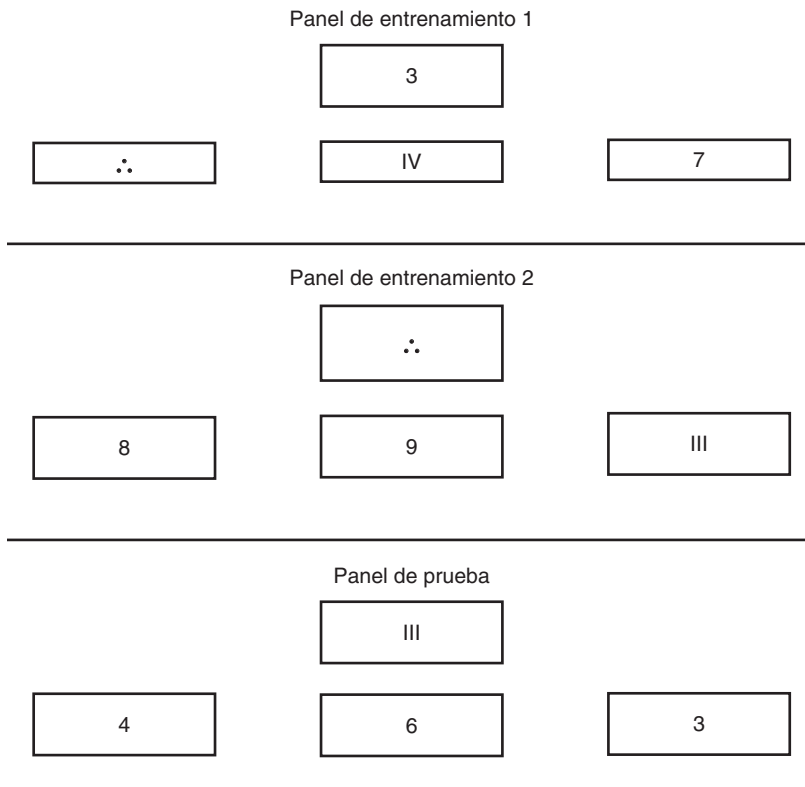 Panel de entrenamiento 1
3
∴ IV 7
Panel de entrenamiento 2
∴
8 9 III
Panel de prueba
III
4 6 3